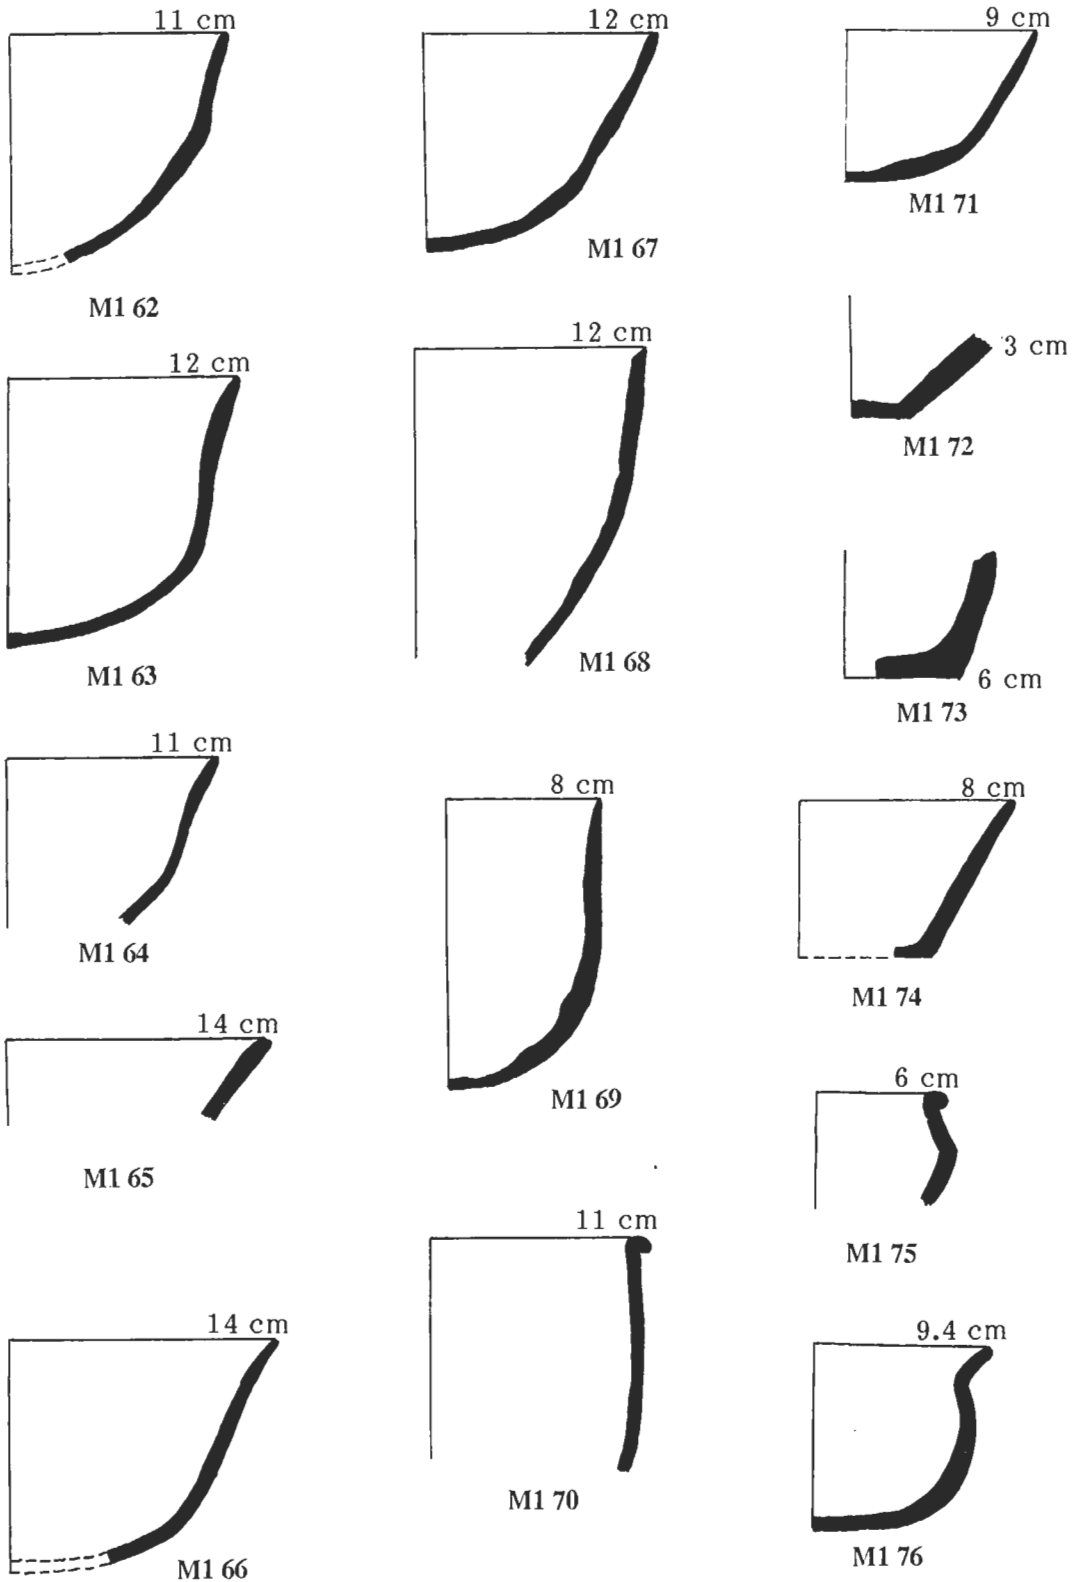 11 cm
M1 62
12 cm
M1 63
11 cm
M1 64
14 cm
M1 65
14 cm
M1 66
12 cm
M1 67
12 cm
M1 68
8 cm
M1 69
11 cm
M1 70
9 cm
M1 71
3 cm
M1 72
6 cm
M1 73
8 cm
M1 74
6 cm
M1 75
9.4 cm
M1 76